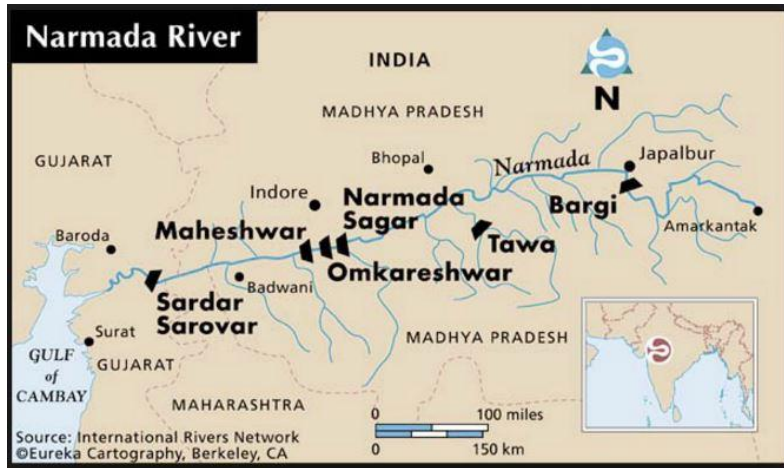 Narmada River
INDIA
N
MADHYA PRADESH
GUJARAT
Bhopal
Narmada
Japalbur
Indore
Narmada
Sagar
Bargi
Amarkantak
Maheshwar
Baroda
Tawa
Omkareshwar
Badwani
Sardar
Sarovar
Surat
MADHYA PRADESH
GULF
of
CAMBAY
GUJARAT
MAHARASHTRA
0 100 miles
0 150 km
Source: International Rivers Network
©Eureka Cartography, Berkeley, CA